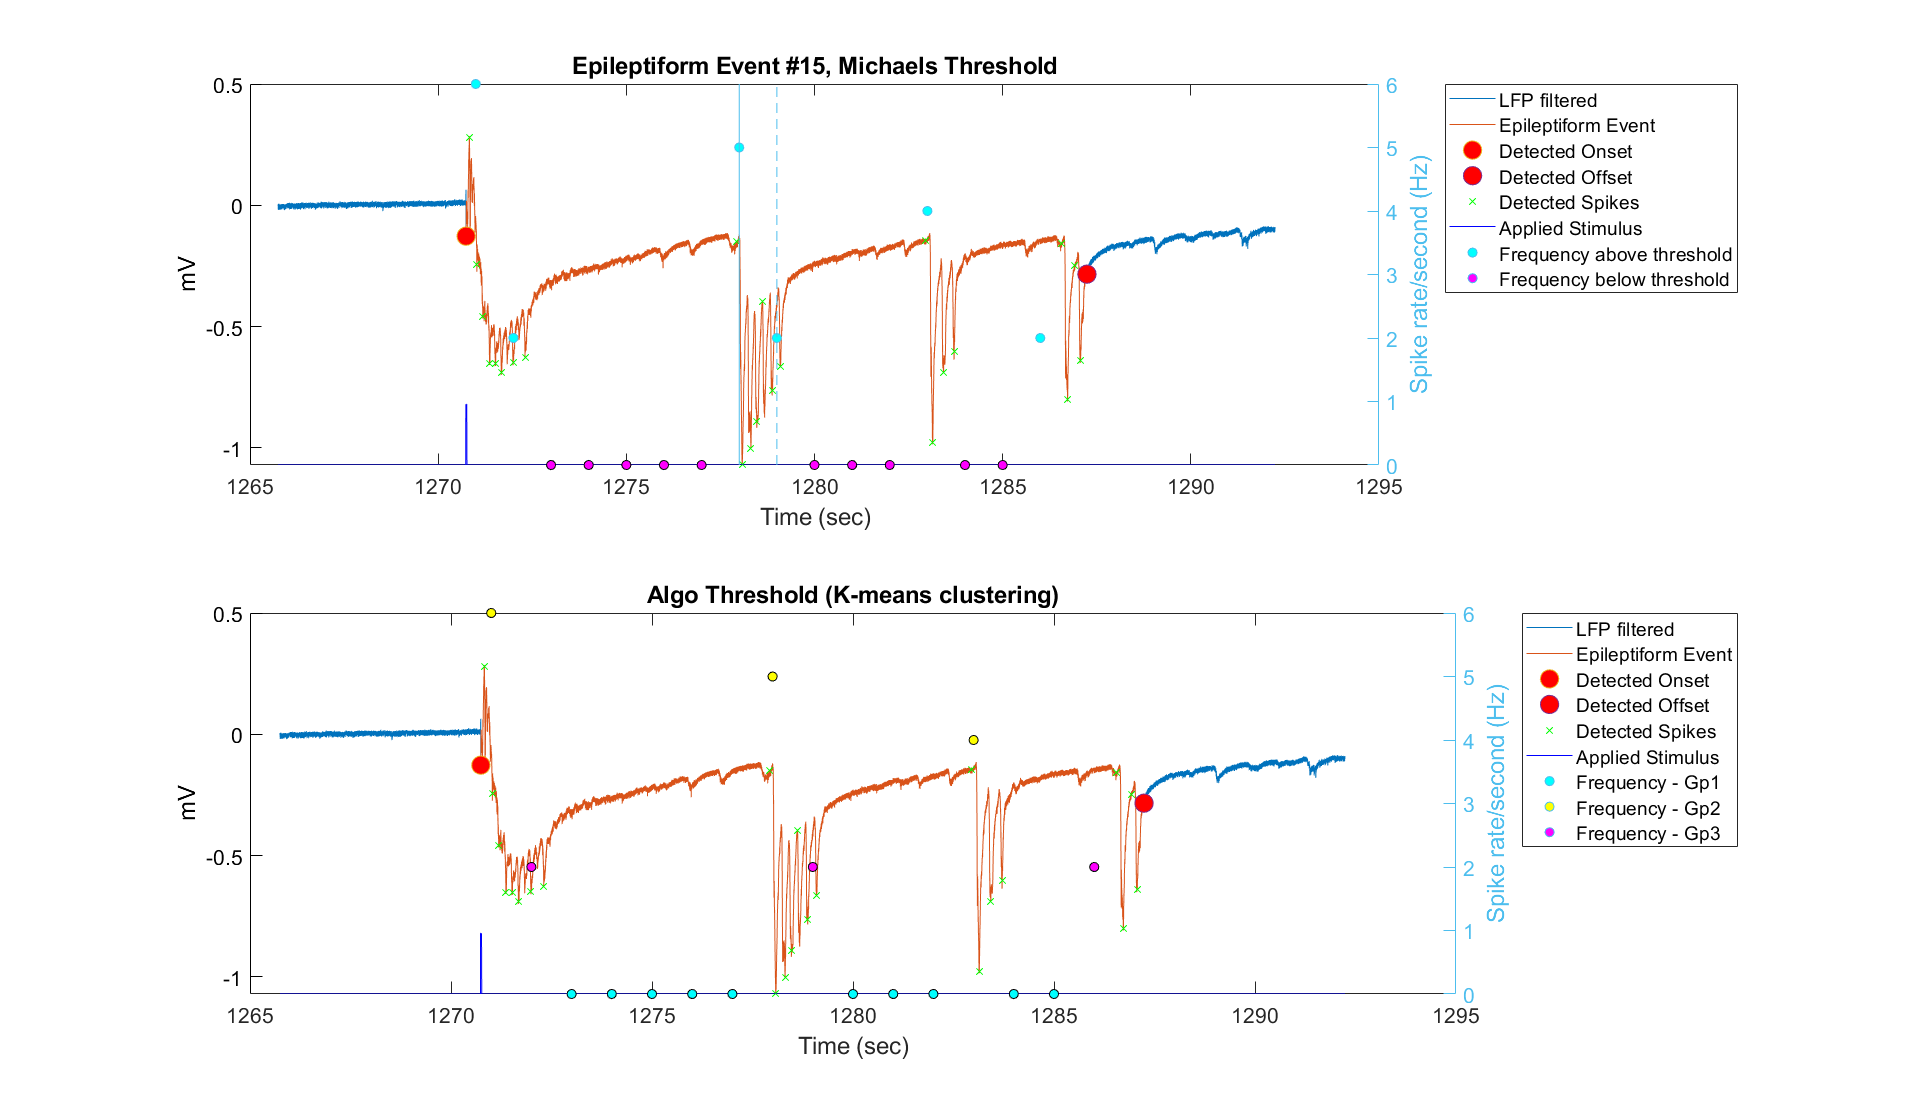 Epileptiform Event #15, Michaels Threshold
0.5
0
-0.5
-1
mV
1265
1270
1275
1280
1285
1290
1295
Time (sec)
6
5
4
3
2
1
0
Spike rate/second (Hz)
LFP filtered
Epileptiform Event
Detected Onset
Detected Offset
Detected Spikes
Applied Stimulus
Frequency above threshold
Frequency below threshold
Algo Threshold (K-means clustering)
0.5
0
-0.5
-1
mV
1265
1270
1275
1280
1285
1290
1295
Time (sec)
6
5
4
3
2
1
0
Spike rate/second (Hz)
LFP filtered
Epileptiform Event
Detected Onset
Detected Offset
Detected Spikes
Applied Stimulus
Frequency - Gp1
Frequency - Gp2
Frequency - Gp3